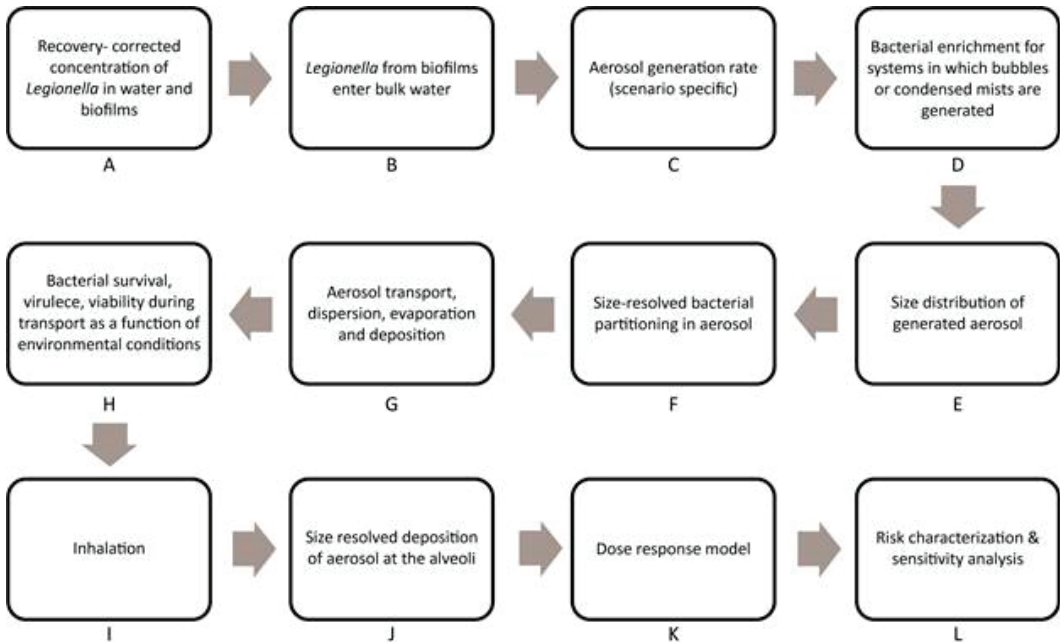 Recovery- corrected
concentration of
Legionella in water and
biofilms
A
Legionella from biofilms
enter bulk water
B
Aerosol generation rate
(scenario specific)
C
Bacterial enrichment for
systems in which bubbles
or condensed mists are
generated
D
Size distribution of
generated aerosol
E
Size-resolved bacterial
partitioning in aerosol
F
Aerosol transport,
dispersion, evaporation
and deposition
G
Bacterial survival,
virulece, viability during
transport as a function of
environmental conditions
H
Inhalation
I
Size resolved deposition
of aerosol at the alveoli
J
Dose response model
K
Risk characterization &
sensitivity analysis
L